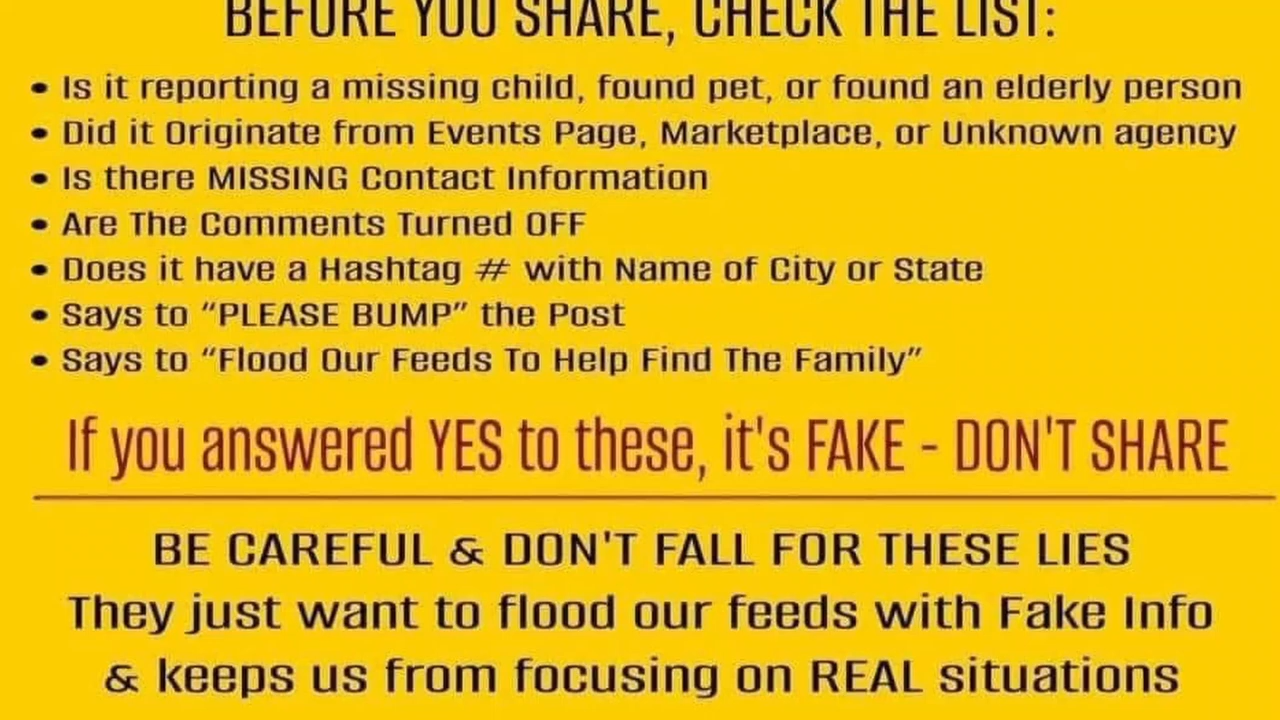 BEFORE YOU SHARE, CHECK THE LIST:
• Is it reporting a missing child, found pet, or found an elderly person
• Did it Originate from Events Page, Marketplace, or Unknown agency
• Is there MISSING Contact Information
• Are The Comments Turned OFF
• Does it have a Hashtag # with Name of City or State
• Says to “PLEASE BUMP” the Post
• Says to “Flood Our Feeds To Help Find The Family”
If you answered YES to these, it's FAKE - DON'T SHARE
BE CAREFUL & DON'T FALL FOR THESE LIES
They just want to flood our feeds with Fake Info
& keeps us from focusing on REAL situations